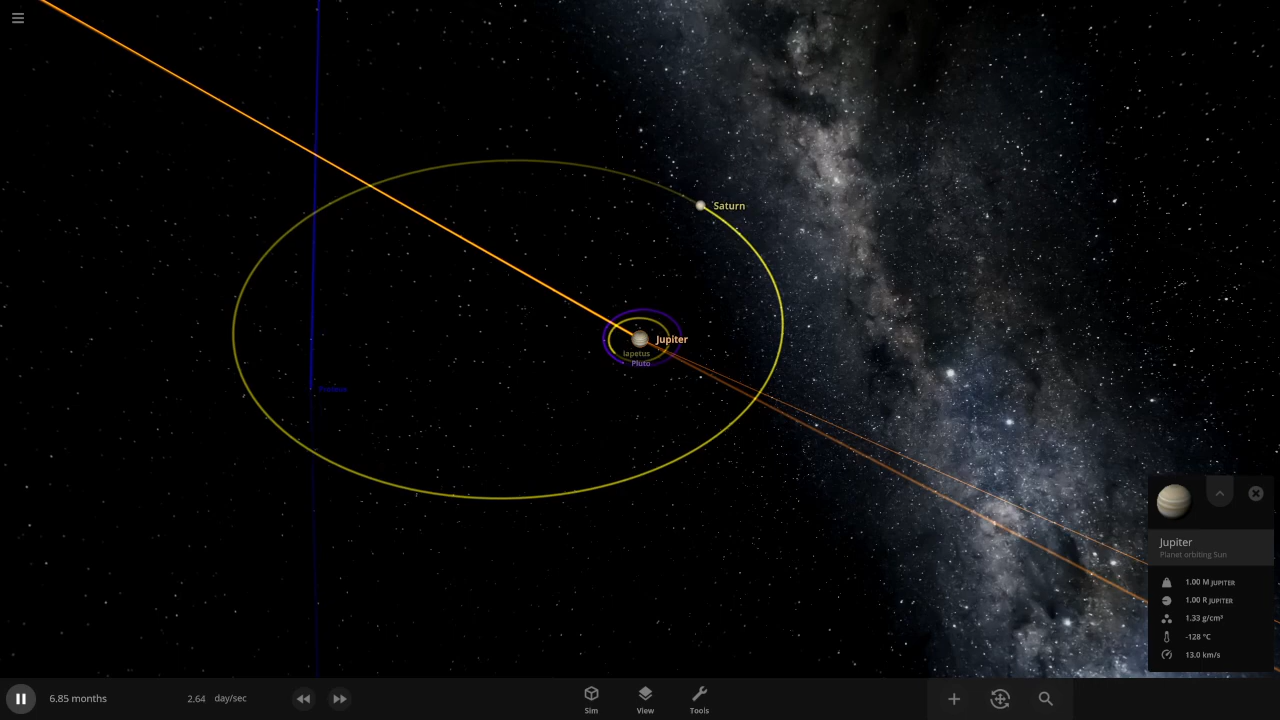 Saturn
Jupiter
Iapetus
Pluto
Jupiter
Planet orbiting Sun
1.00 M JUPITER
1.00 R JUPITER
1.33 g/cm³
-128 °C
13.0 km/s
6.85 months
2.64 day/sec
Sim
View
Tools